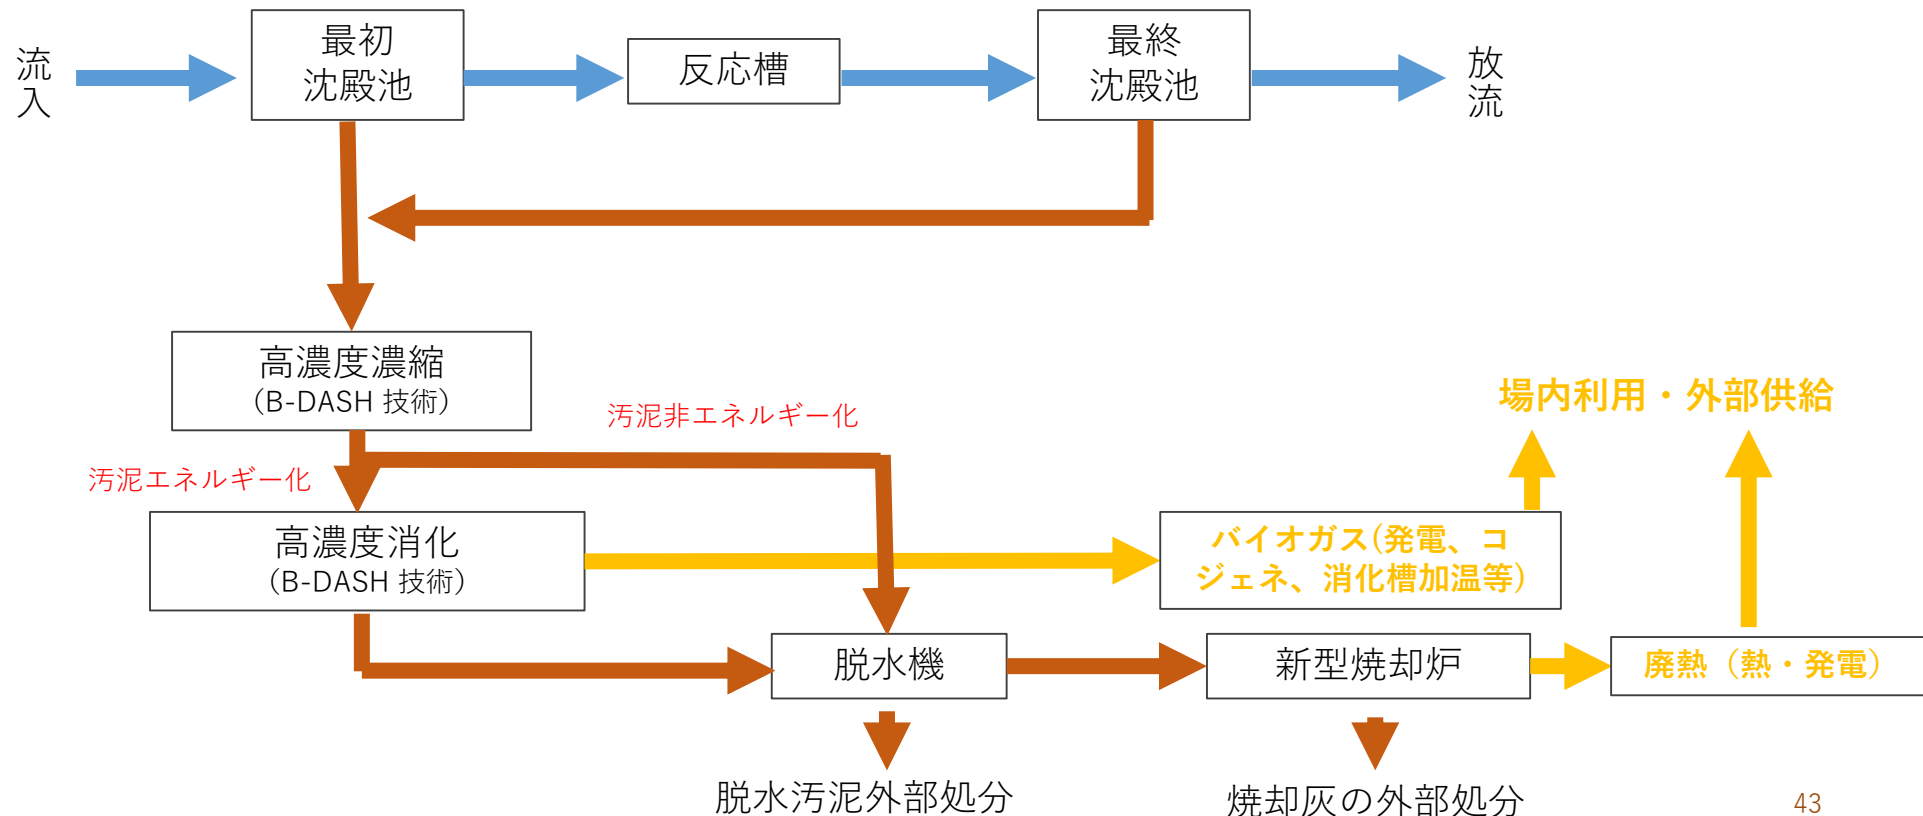 流入
最初
沈殿池
反応槽
最終
沈殿池
放流
高濃度濃縮
（B-DASH 技術）
汚泥非エネルギー化
場内利用・外部供給
汚泥エネルギー化
高濃度消化
（B-DASH 技術）
バイオガス(発電、コ
ジェネ、消化槽加温等)
脱水機
新型焼却炉
廃熱（熱・発電）
脱水汚泥外部処分
焼却灰の外部処分
43